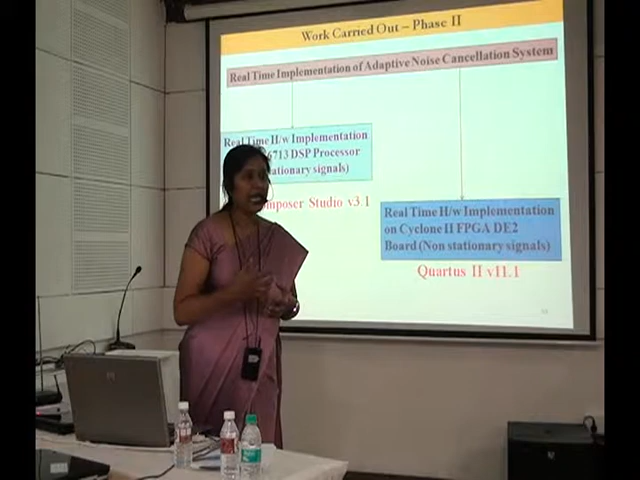 Work Carried Out – Phase II
Real Time Implementation of Adaptive Noise Cancellation System
Real Time H/w Implementation
6713 DSP Processor
stationary signals)
mposer Studio v3.1
Real Time H/w Implementation
on Cyclone II FPGA DE2
Board (Non stationary signals)
Quartus II v11.1